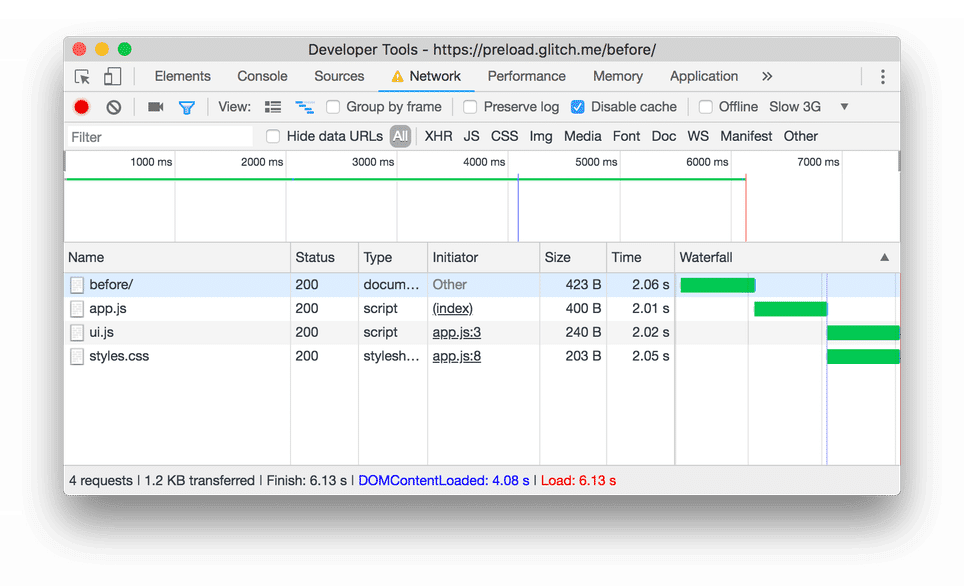 Developer Tools - https://preload.glitch.me/before/
Elements Console Sources Network Performance Memory Application »
View: Group by frame Preserve log Disable cache Offline Slow 3G ▼
Filter Hide data URLs All XHR JS CSS Img Media Font Doc WS Manifest Other
1000 ms 2000 ms 3000 ms 4000 ms 5000 ms 6000 ms 7000 ms
Name Status Type Initiator Size Time Waterfall ▲
before/ 200 docum… Other 423 B 2.06 s
app.js 200 script (index) 400 B 2.01 s
ui.js 200 script app.js:3 240 B 2.02 s
styles.css 200 stylesh… app.js:8 203 B 2.05 s
4 requests | 1.2 KB transferred | Finish: 6.13 s | DOMContentLoaded: 4.08 s | Load: 6.13 s